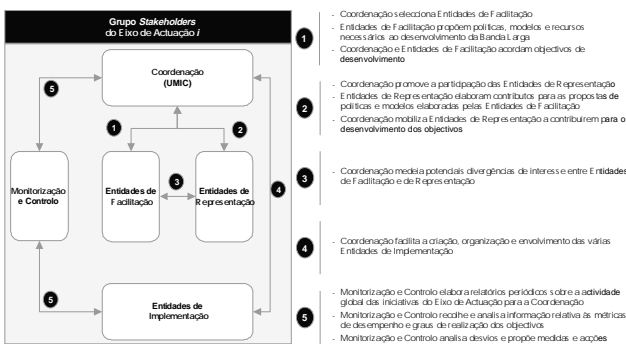 Grupo Stakeholders
do Eixo de Actuação i
Coordenação
(UMIC)
5
1
2
Monitorização
e Controlo
Entidades de
Facilitação
3
Entidades de
Representação
4
5
Entidades de
Implementação
1
- Coordenação selecciona Entidades de Facilitação
- Entidades de Facilitação propõem políticas, modelos e recursos
necessários ao desenvolvimento da Banda Larga
- Coordenação e Entidades de Facilitação acordam objectivos de
desenvolvimento
2
- Coordenação promove a participação das Entidades de Representação
- Entidades de Representação elaboram contributos para as propostas de
políticas e modelos elaboradas pelas Entidades de Facilitação
- Coordenação mobiliza Entidades de Representação a contribuirem para o
desenvolvimento dos objectivos
3
- Coordenação medeia potenciais divergências de interesse entre Entidades
de Facilitação e de Representação
4
- Coordenação facilita a criação, organização e envolvimento das várias
Entidades de Implementação
5
- Monitorização e Controlo elabora relatórios periódicos sobre a actividade
global das iniciativas do Eixo de Actuação para a Coordenação
- Monitorização e Controlo recolhe e analisa informação relativa às métricas
de desempenho e graus de realização dos objectivos
- Monitorização e Controlo analisa desvios e propõe medidas e acções